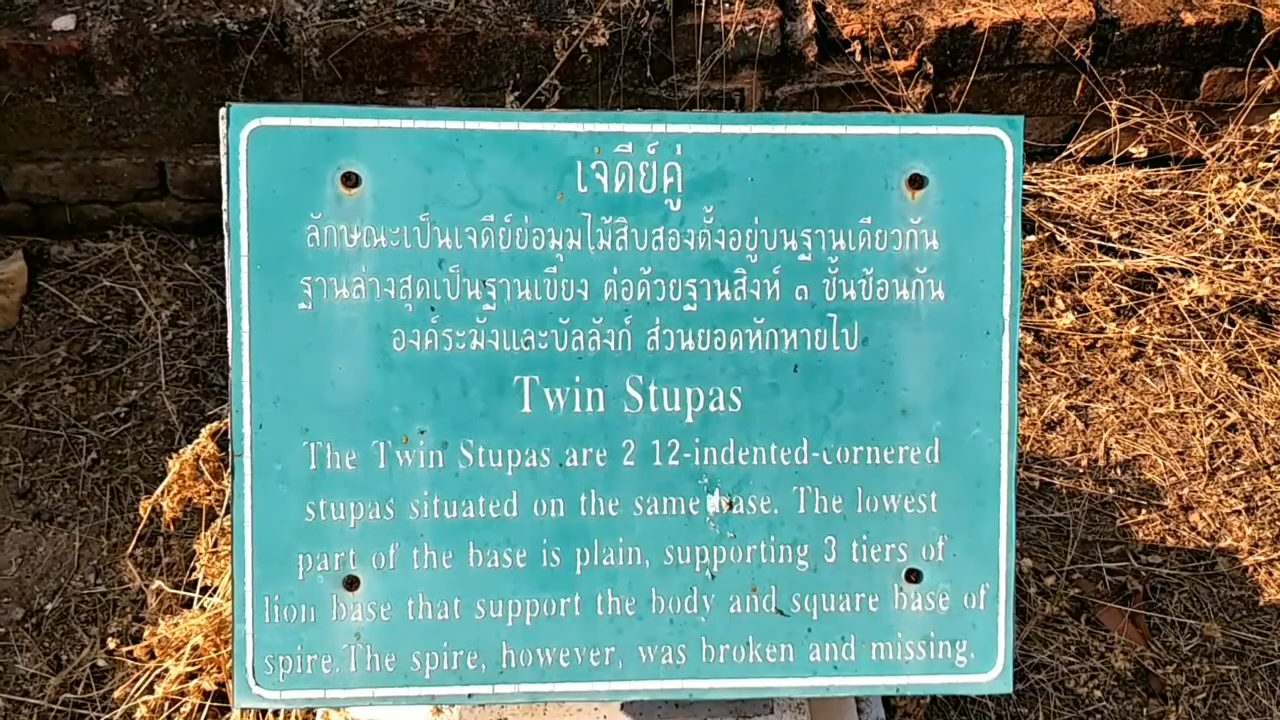 เจดีย์คู่
ลักษณะเป็นเจดีย์ย่อมุมไม้สิบสองตั้งอยู่บนฐานเดียวกัน
ฐานล่างสุดเป็นฐานเขียง ต่อด้วยฐานสิงห์ ๓ ชั้นซ้อนกัน
องค์ระฆังและบัลลังก์ ส่วนยอดหักหายไป
Twin Stupas
The Twin Stupas are 2 12-indented-cornered
stupas situated on the same base. The lowest
part of the base is plain, supporting 3 tiers of
lion base that support the body and square base of
spire.The spire, however, was broken and missing.